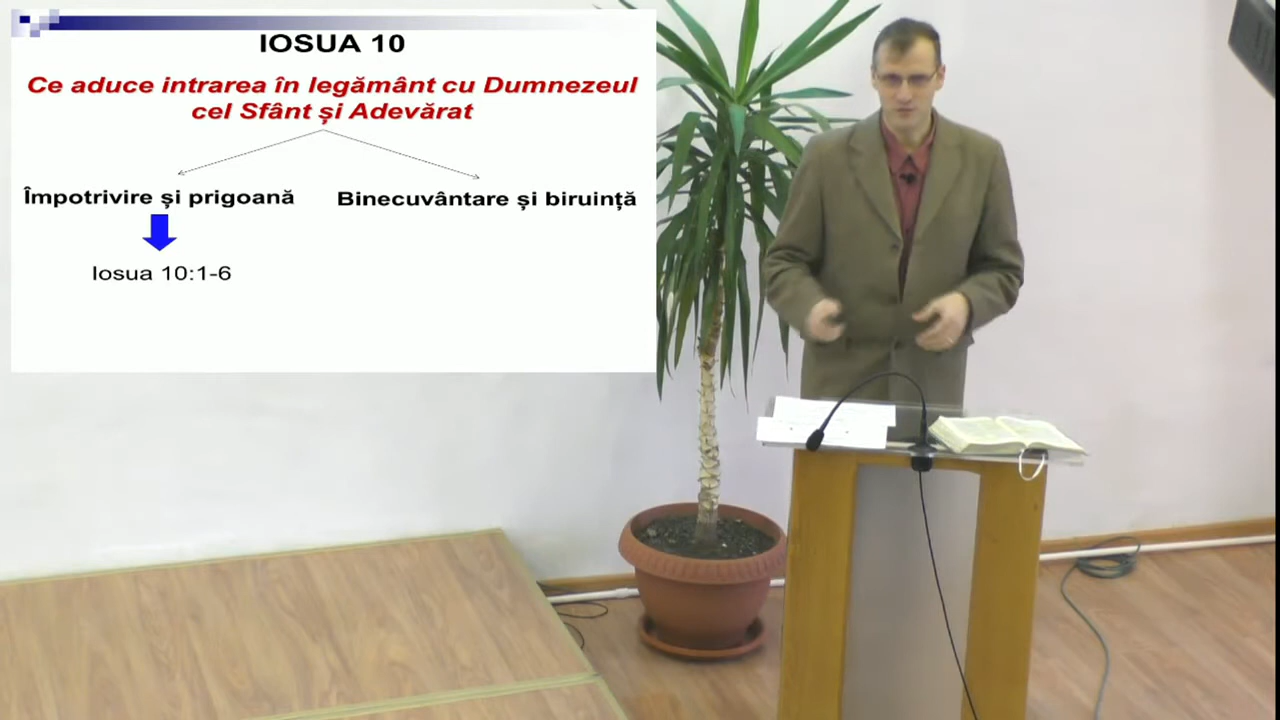 IOSUA 10
Ce aduce intrarea în legământ cu Dumnezeul
cel Sfânt și Adevărat
Împotrivire și prigoană
Binecuvântare și biruință
Iosua 10:1-6